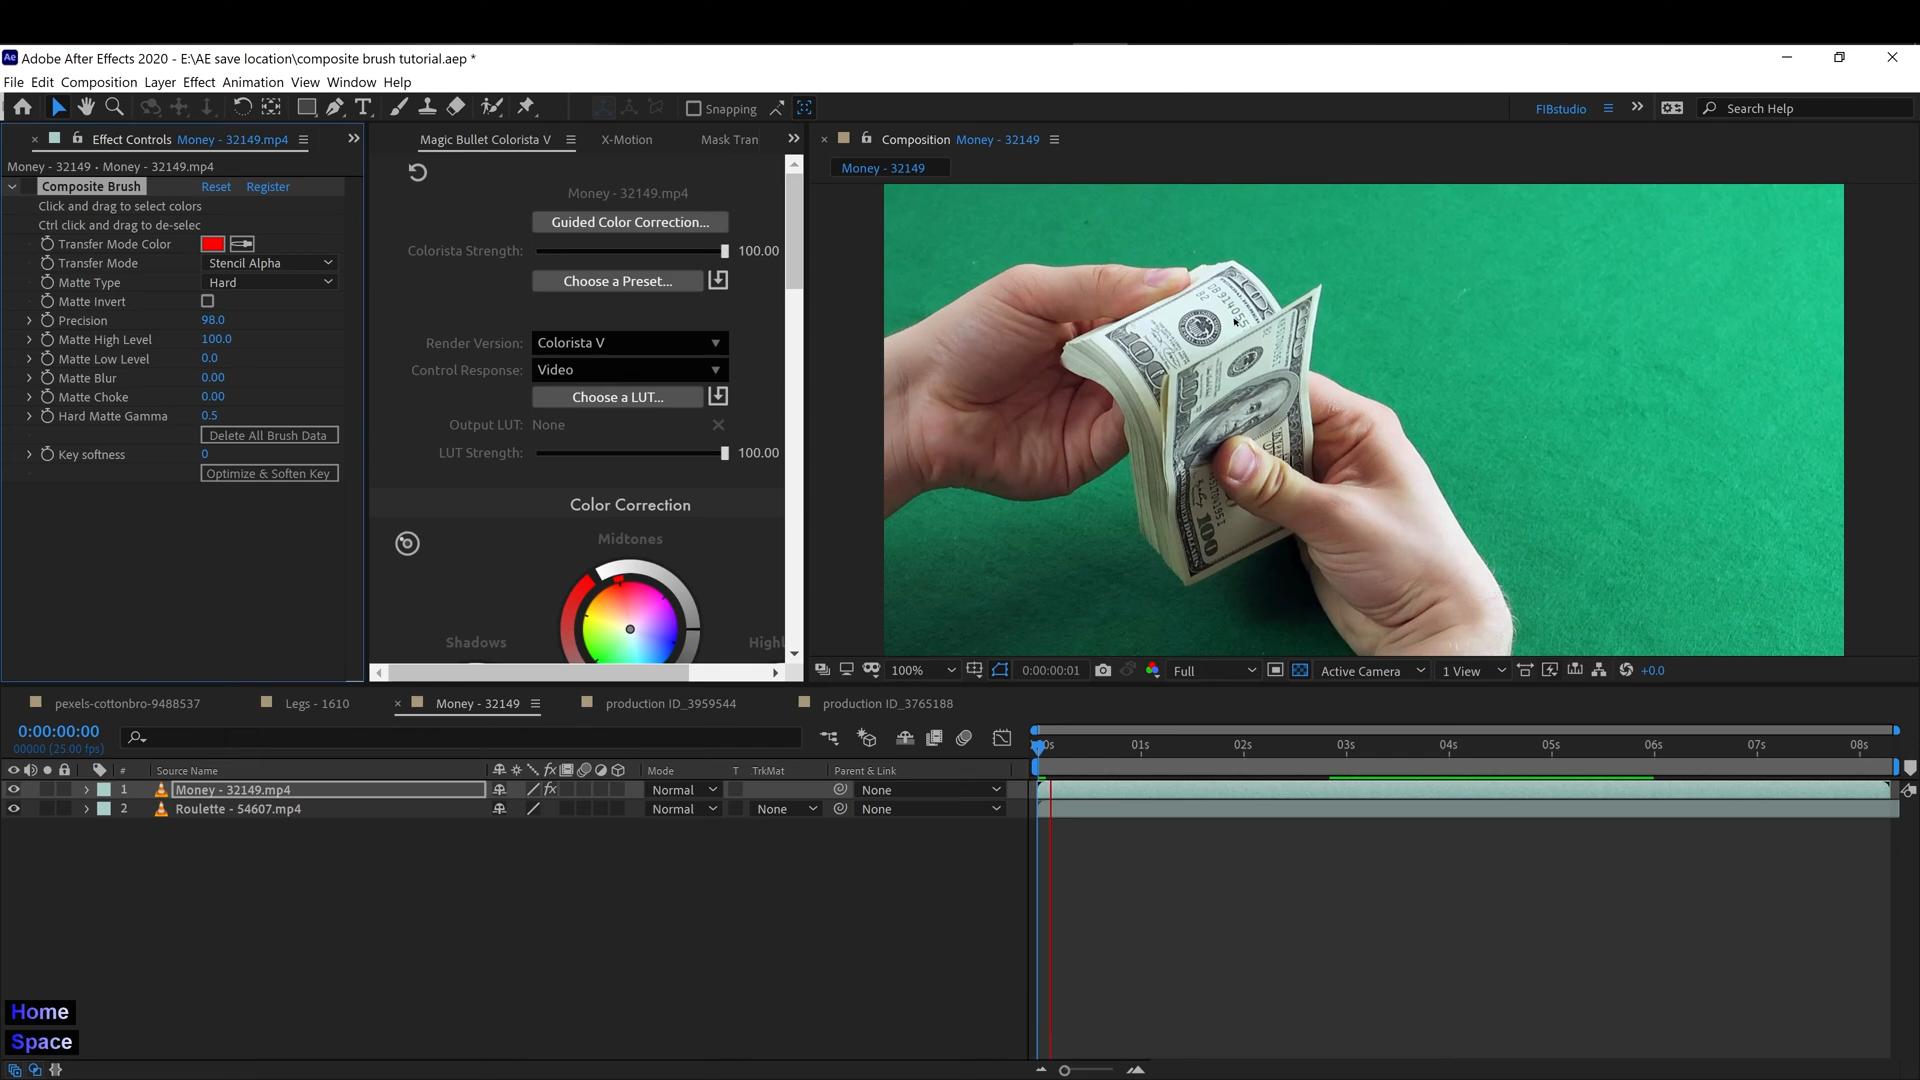 Adobe After Effects 2020 - E:\AE save location\composite brush tutorial.aep *
File Edit Composition Layer Effect Animation View Window Help
Snapping
FIBstudio
Search Help
Effect Controls Money - 32149.mp4
Magic Bullet Colorista V
X-Motion
Mask Tran
Composition Money - 32149
Money - 32149 • Money - 32149.mp4
Money - 32149
Composite Brush Reset Register
Click and drag to select colors
Ctrl click and drag to de-selec
Transfer Mode Color
Transfer Mode Stencil Alpha
Matte Type Hard
Matte Invert
Precision 98.0
Matte High Level 100.0
Matte Low Level 0.0
Matte Blur 0.00
Matte Choke 0.00
Hard Matte Gamma 0.5
Delete All Brush Data
Key softness 0
Optimize & Soften Key
Money - 32149.mp4
Guided Color Correction...
Colorista Strength: 100.00
Choose a Preset...
Render Version: Colorista V
Control Response: Video
Choose a LUT...
Output LUT: None
LUT Strength: 100.00
Color Correction
Midtones
Shadows
Highl
100
100
100% 0:00:00:01 Full Active Camera 1 View +0.0
pexels-cottonbro-9488537
Legs - 1610
Money - 32149
production ID_3959544
production ID_3765188
0:00:00:00
00000 (25.00 fps)
# Source Name Mode T .TrkMat Parent & Link
1 Money - 32149.mp4 Normal None
2 Roulette - 54607.mp4 Normal None None
00s 01s 02s 03s 04s 05s 06s 07s 08s
Home
Space